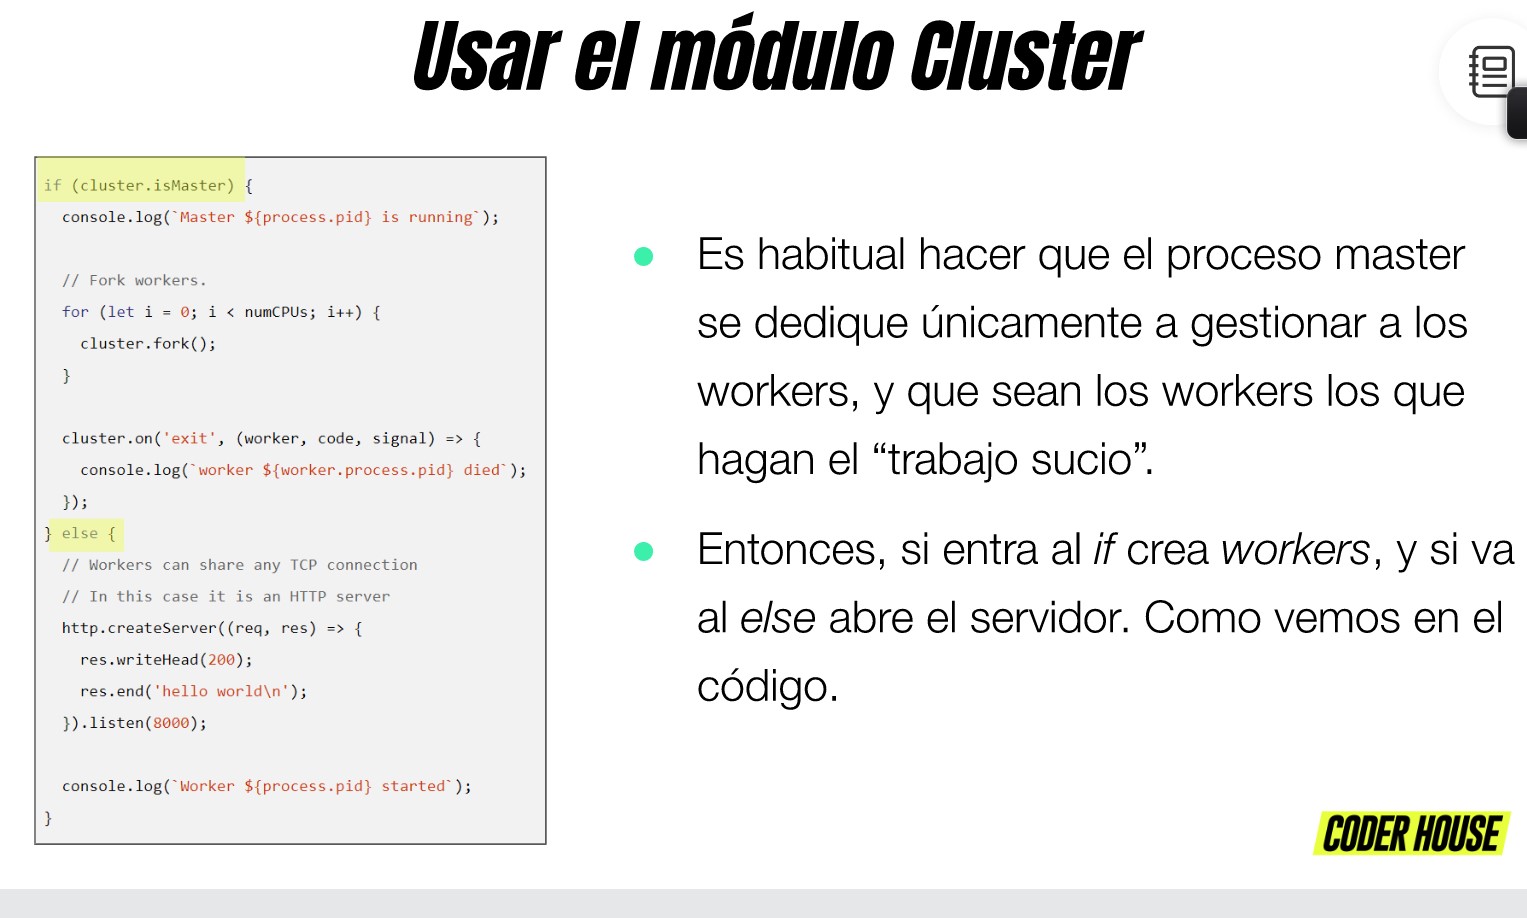 Usar el módulo Cluster
if (cluster.isMaster) {
console.log(`Master ${process.pid} is running`);
// Fork workers.
for (let i = 0; i < numCPUs; i++) {
cluster.fork();
}
cluster.on('exit', (worker, code, signal) => {
console.log(`worker ${worker.process.pid} died`);
});
} else {
// Workers can share any TCP connection
// In this case it is an HTTP server
http.createServer((req, res) => {
res.writeHead(200);
res.end('hello world\n');
}).listen(8000);
console.log(`Worker ${process.pid} started`);
}
Es habitual hacer que el proceso master
se dedique únicamente a gestionar a los
workers, y que sean los workers los que
hagan el “trabajo sucio”.
Entonces, si entra al if crea workers, y si va
al else abre el servidor. Como vemos en el
código.
CODER HOUSE